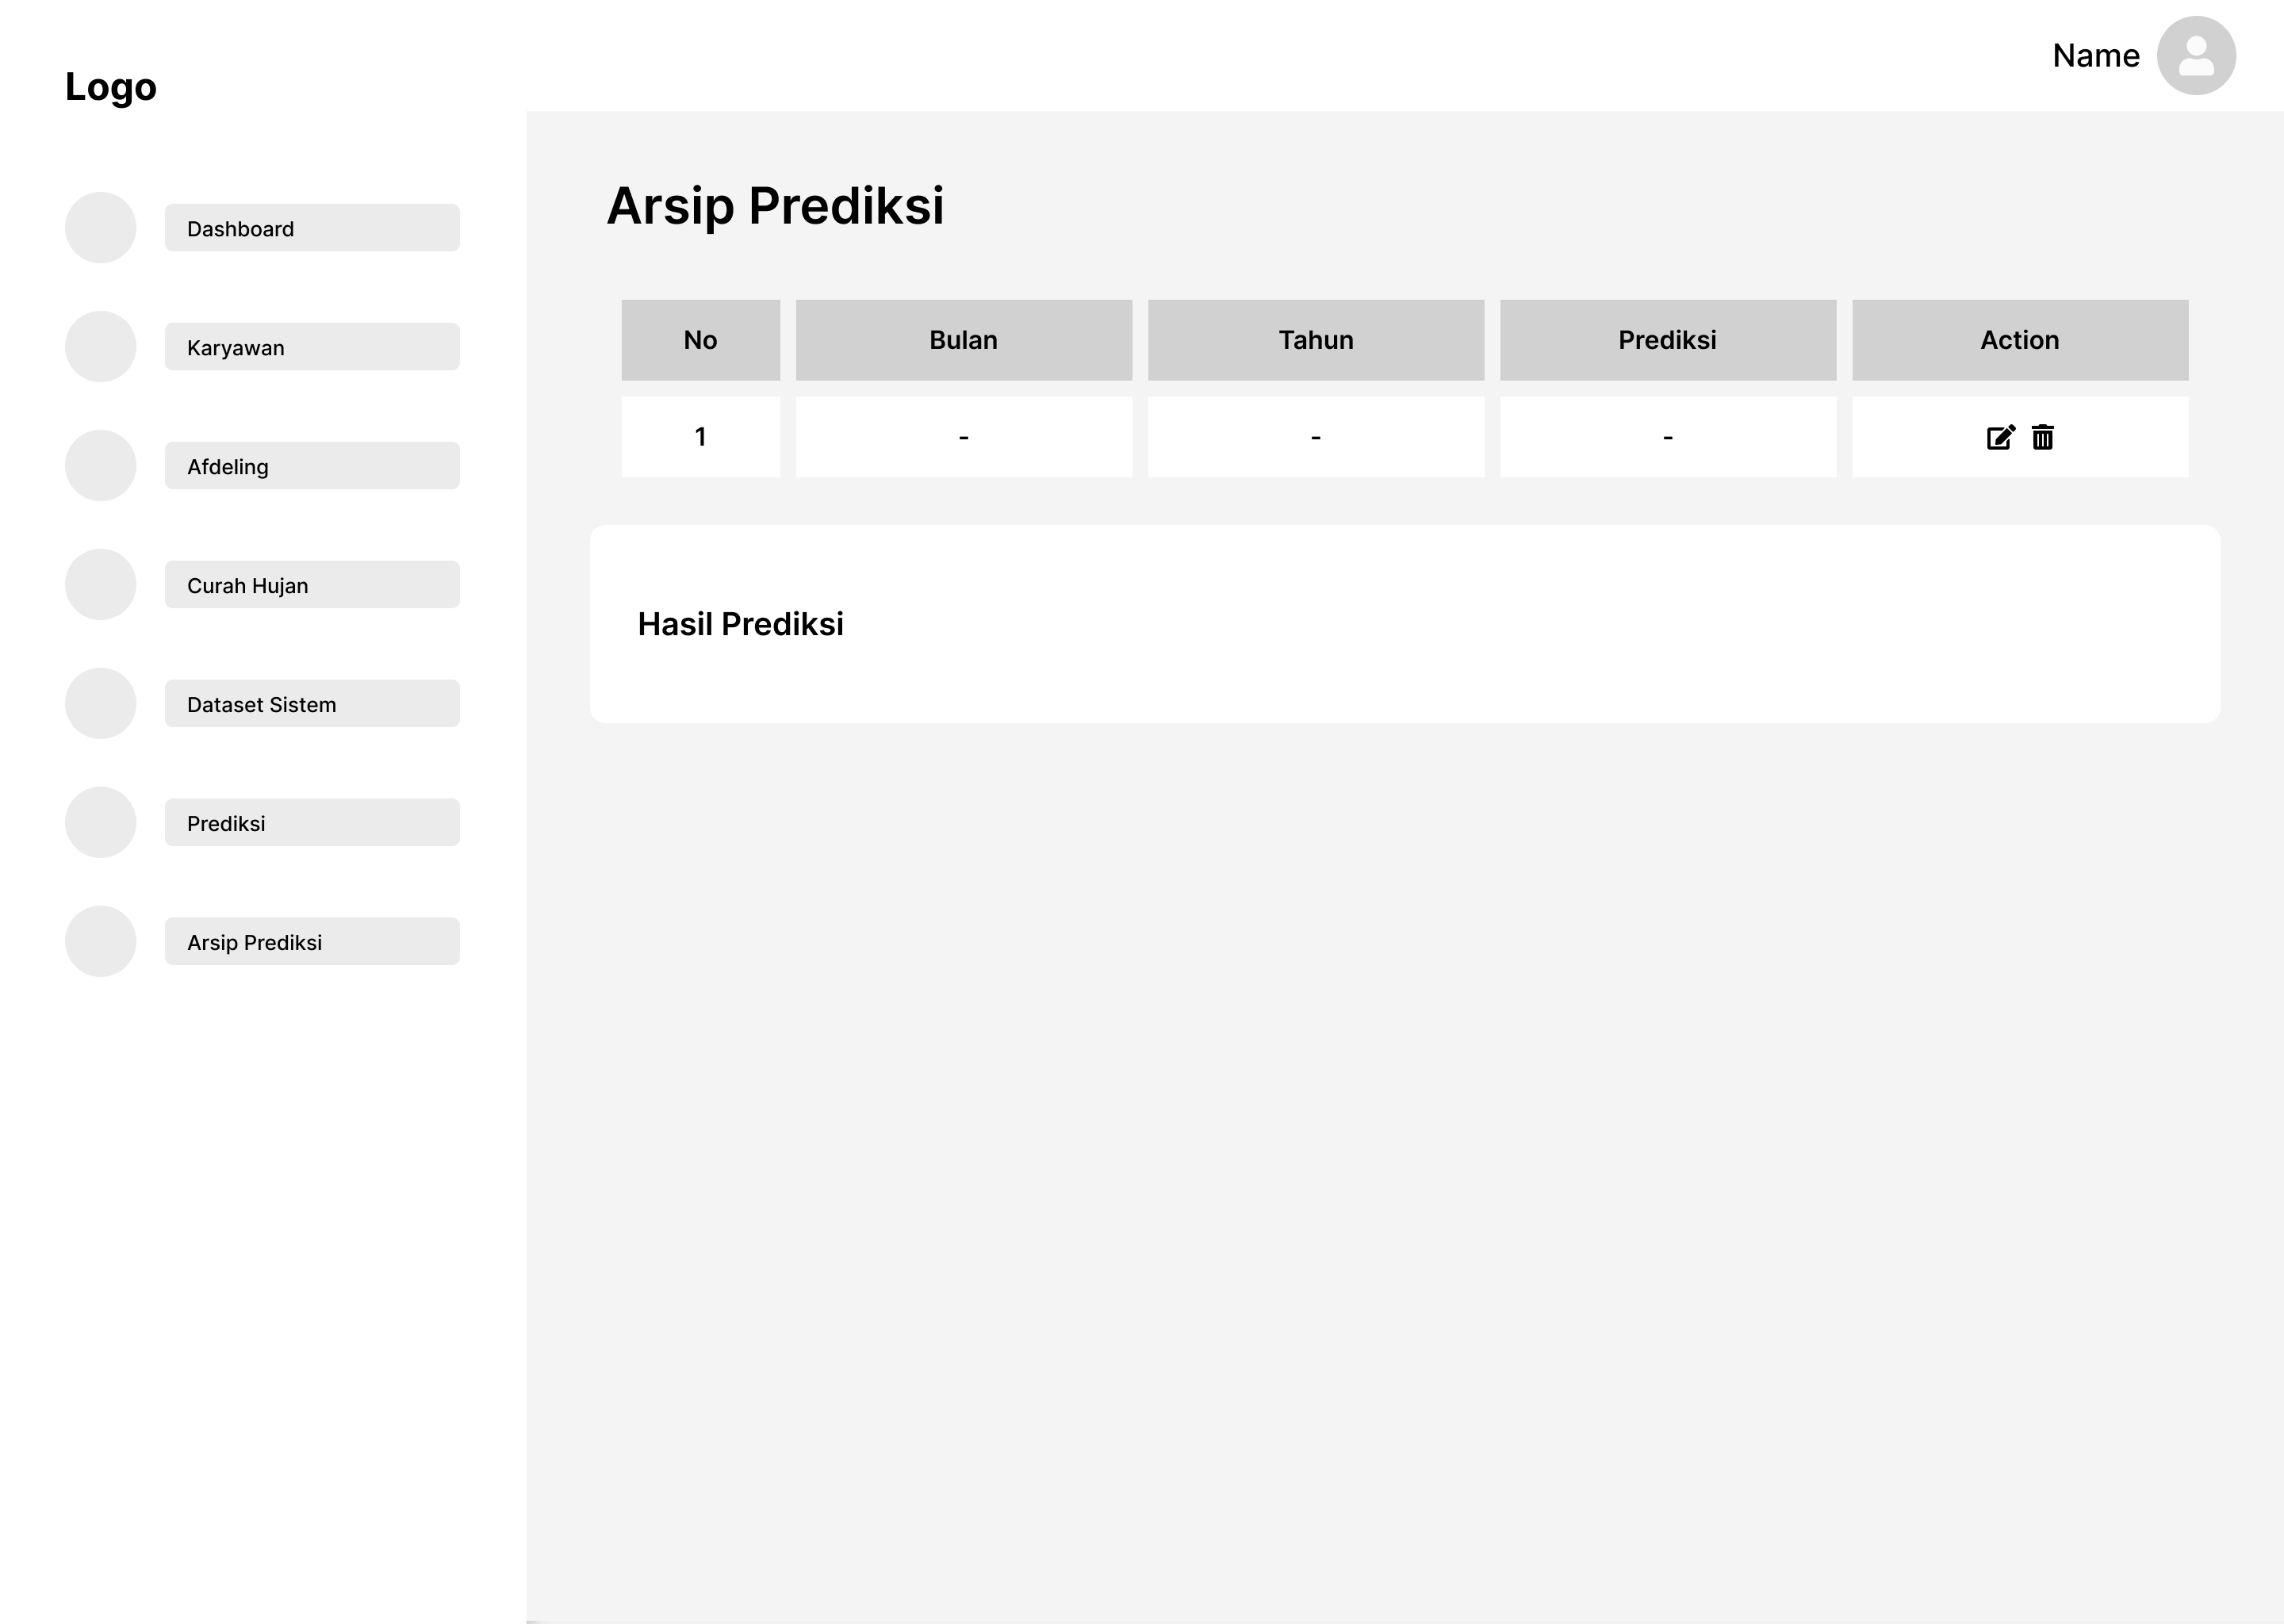 Name
Logo
Dashboard
Karyawan
Afdeling
Curah Hujan
Dataset Sistem
Prediksi
Arsip Prediksi
Arsip Prediksi
No Bulan Tahun Prediksi Action
1 - - -
Hasil Prediksi